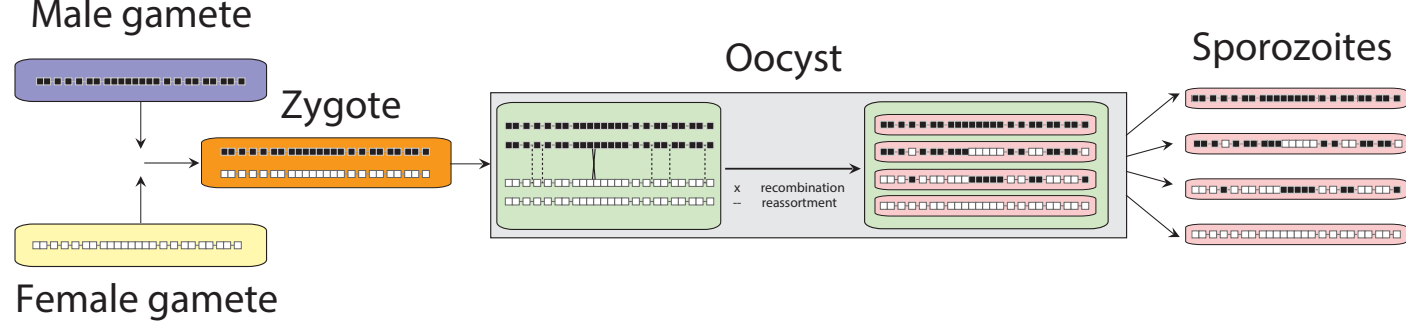 Male gamete
Zygote
Female gamete
Oocyst
x recombination
-- reassortment
Sporozoites